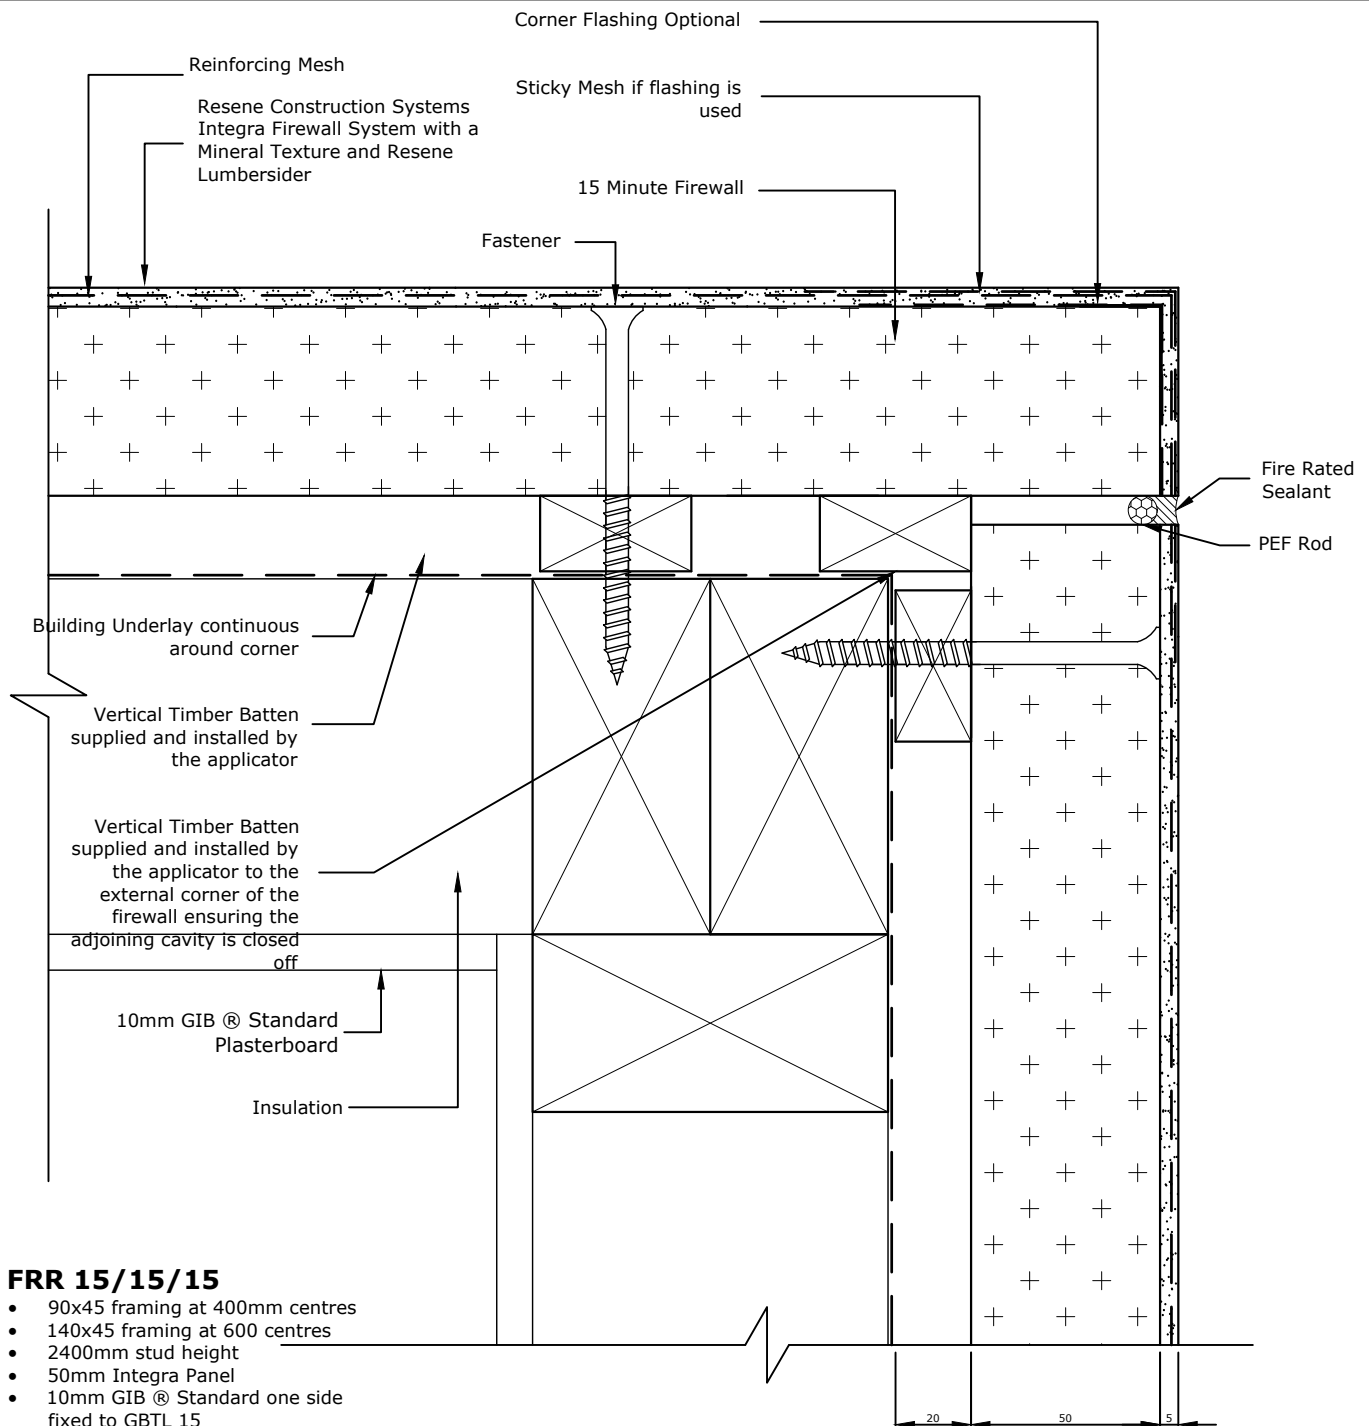 Corner Flashing Optional
Reinforcing Mesh
Sticky Mesh if flashing is
used
Resene Construction Systems
Integra Firewall System with a
Mineral Texture and Resene
Lumbersider
15 Minute Firewall
Fastener
Fire Rated
Sealant
PEF Rod
Building Underlay continuous
around corner
Vertical Timber Batten
supplied and installed by
the applicator
Vertical Timber Batten
supplied and installed by
the applicator to the
external corner of the
firewall ensuring the
adjoining cavity is closed
off
10mm GIB ® Standard
Plasterboard
Insulation
FRR 15/15/15
• 90x45 framing at 400mm centres
• 140x45 framing at 600 centres
• 2400mm stud height
• 50mm Integra Panel
• 10mm GIB ® Standard one side
fixed to GBTL 15
20 50 5